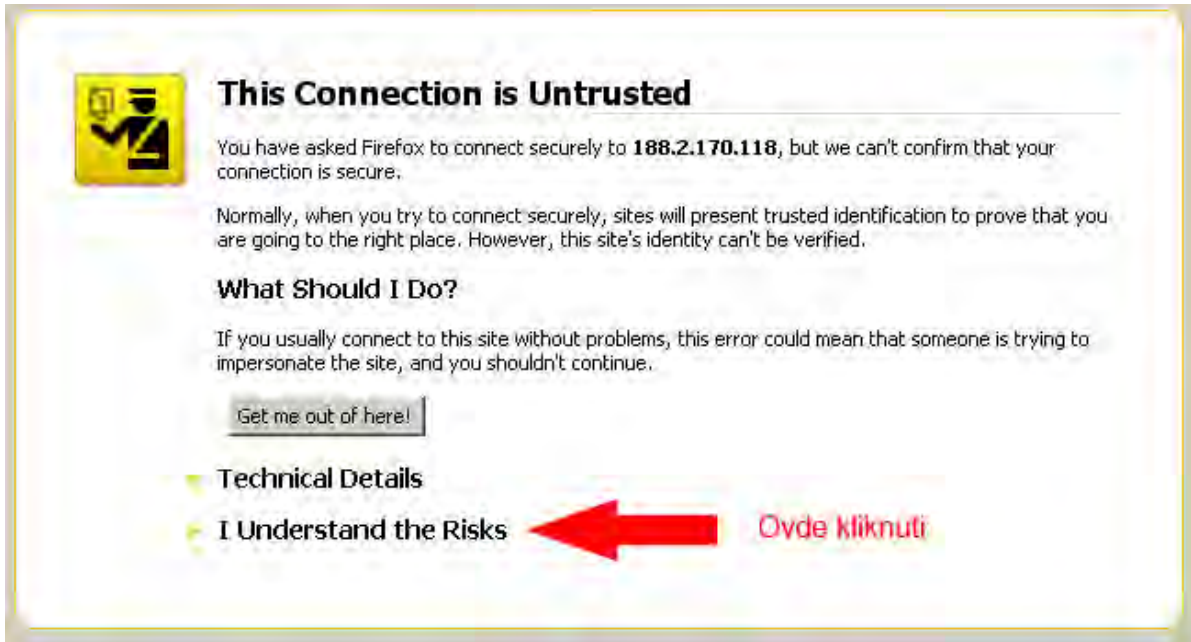 This Connection is Untrusted
You have asked Firefox to connect securely to 188.2.170.118, but we can't confirm that your
connection is secure.
Normally, when you try to connect securely, sites will present trusted identification to prove that you
are going to the right place. However, this site's identity can't be verified.
What Should I Do?
If you usually connect to this site without problems, this error could mean that someone is trying to
impersonate the site, and you shouldn't continue.
Get me out of here!
Technical Details
I Understand the Risks
Ovde kliknuti